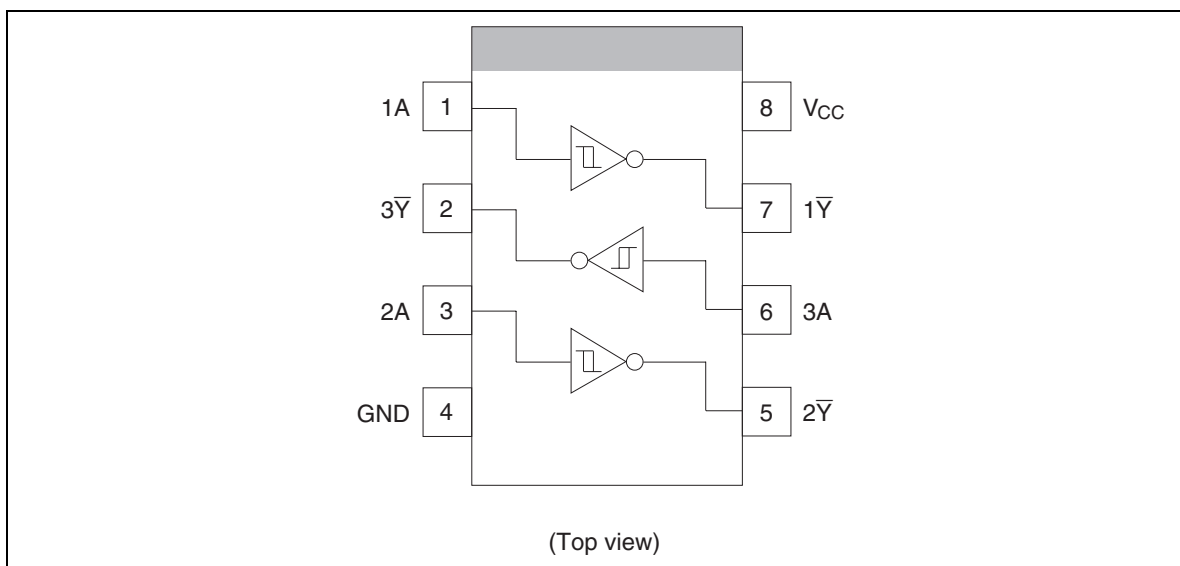 1A 1 8 VCC
3Y̅ 2 7 1Y̅
2A 3 6 3A
GND 4 5 2Y̅
(Top view)